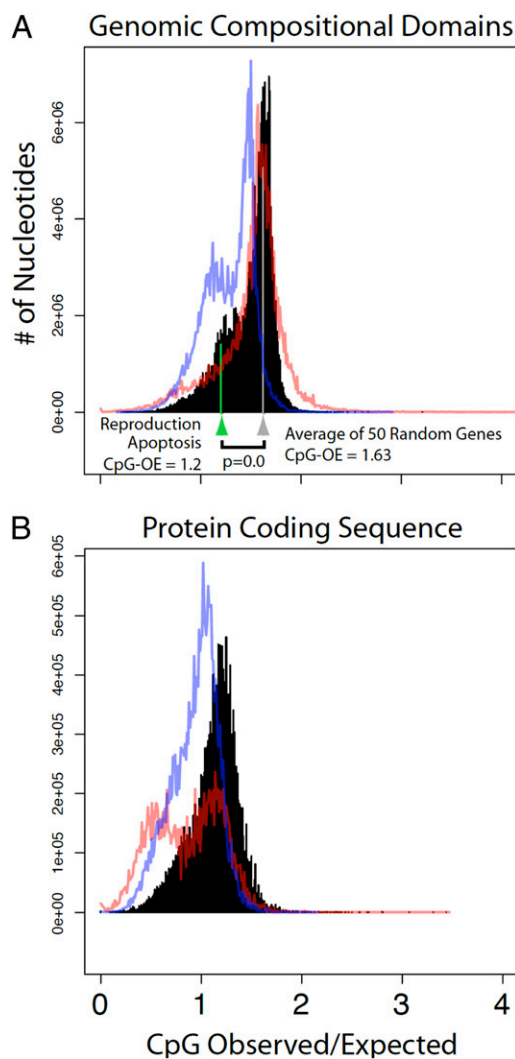 A Genomic Compositional Domains
# of Nucleotides
6e+06
4e+06
2e+06
0e+00
Reproduction
Apoptosis
CpG-OE = 1.2
p=0.0
Average of 50 Random Genes
CpG-OE = 1.63
B Protein Coding Sequence
6e+05
5e+05
4e+05
3e+05
2e+05
1e+05
0e+00
0 1 2 3 4
CpG Observed/Expected